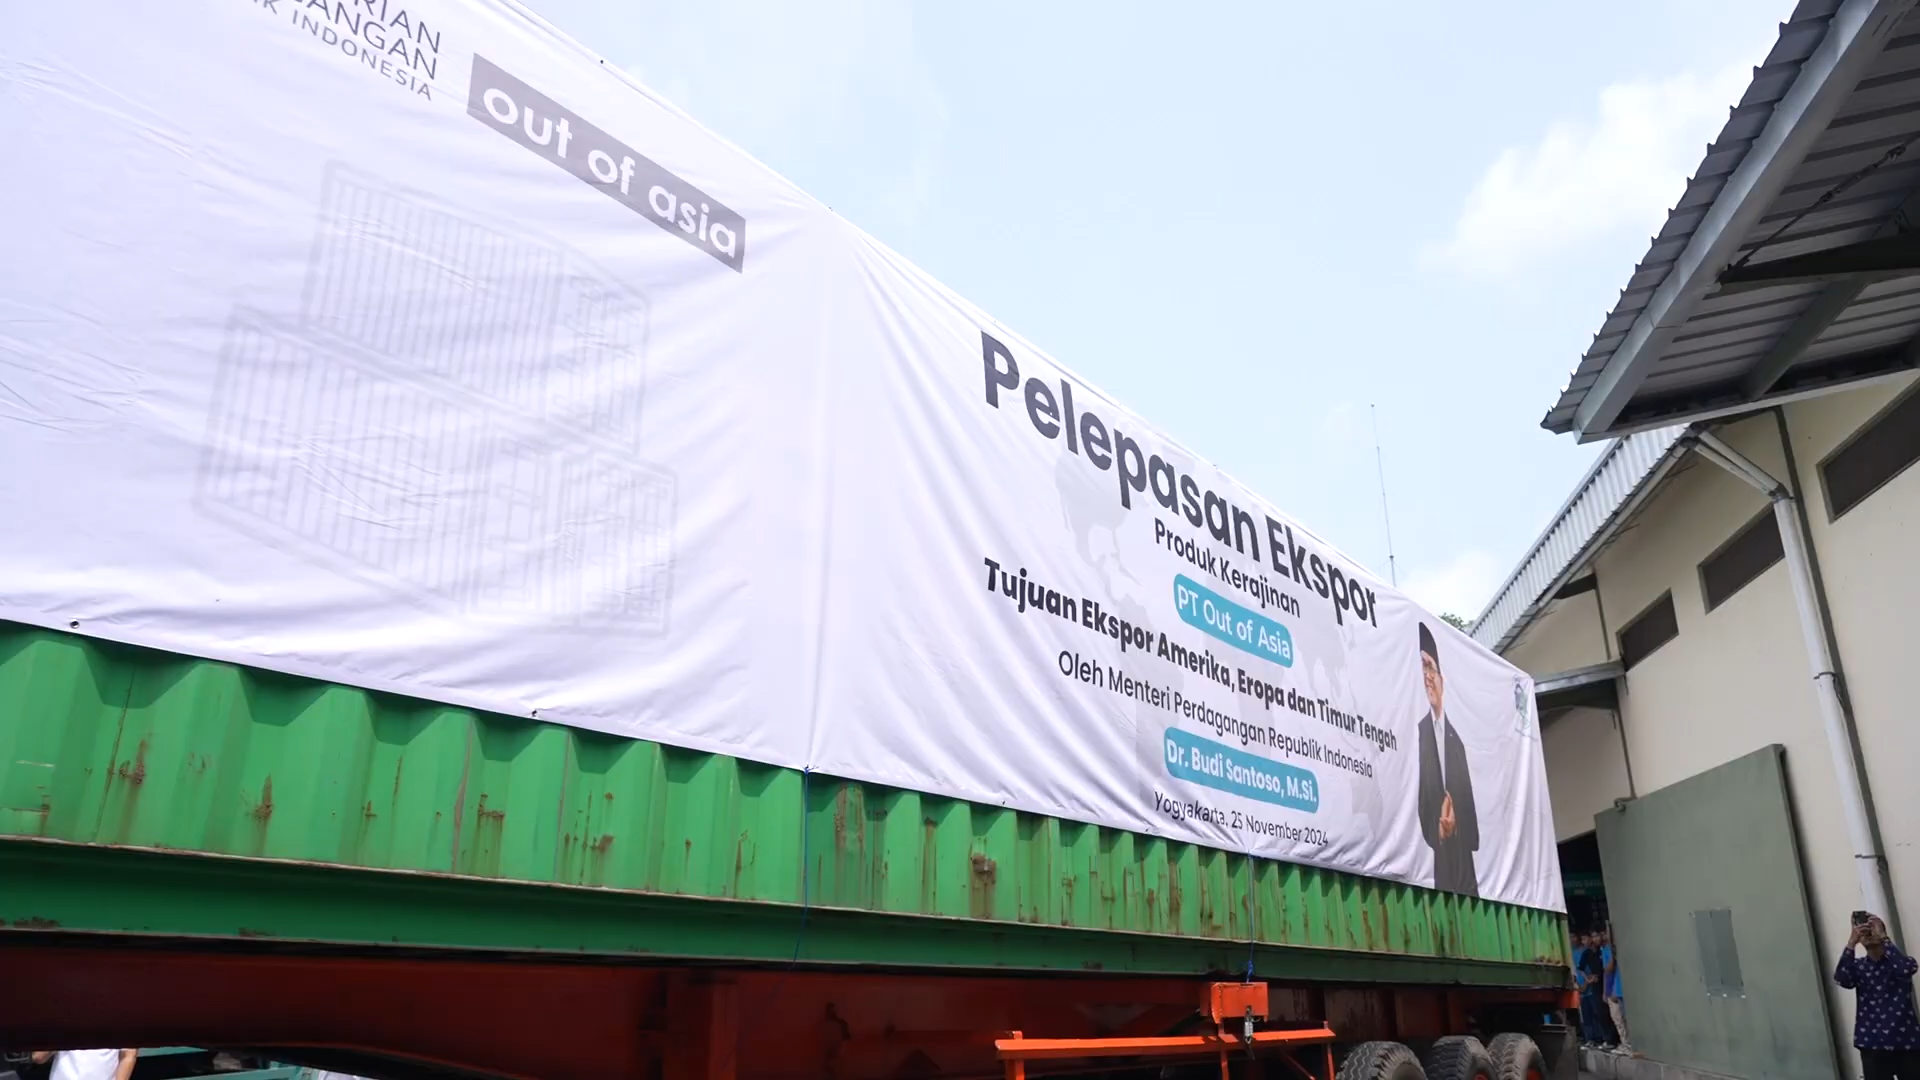 INDONESIA
out of asia
Pelepasan Ekspor
Produk Kerajinan
PT Out of Asia
Tujuan Ekspor Amerika, Eropa dan Timur Tengah
Oleh Menteri Perdagangan Republik Indonesia
Dr. Budi Santoso, M.Si.
Yogyakarta, 25 November 2024